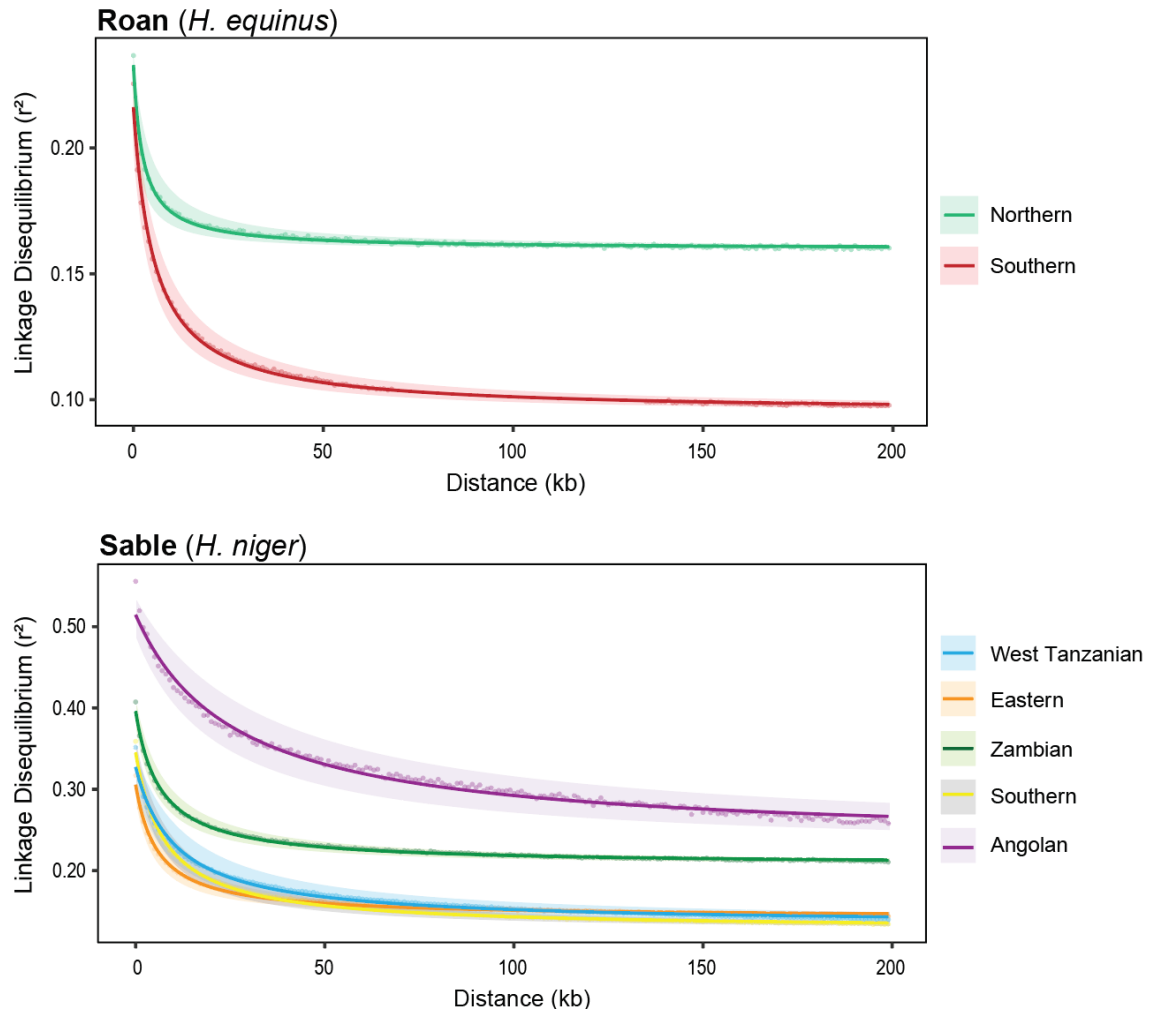 Roan (H. equinus)
Linkage Disequilibrium (r²)
0.20
0.15
0.10
0 50 100 150 200
Distance (kb)
Northern
Southern
Sable (H. niger)
Linkage Disequilibrium (r²)
0.50
0.40
0.30
0.20
0 50 100 150 200
Distance (kb)
West Tanzanian
Eastern
Zambian
Southern
Angolan